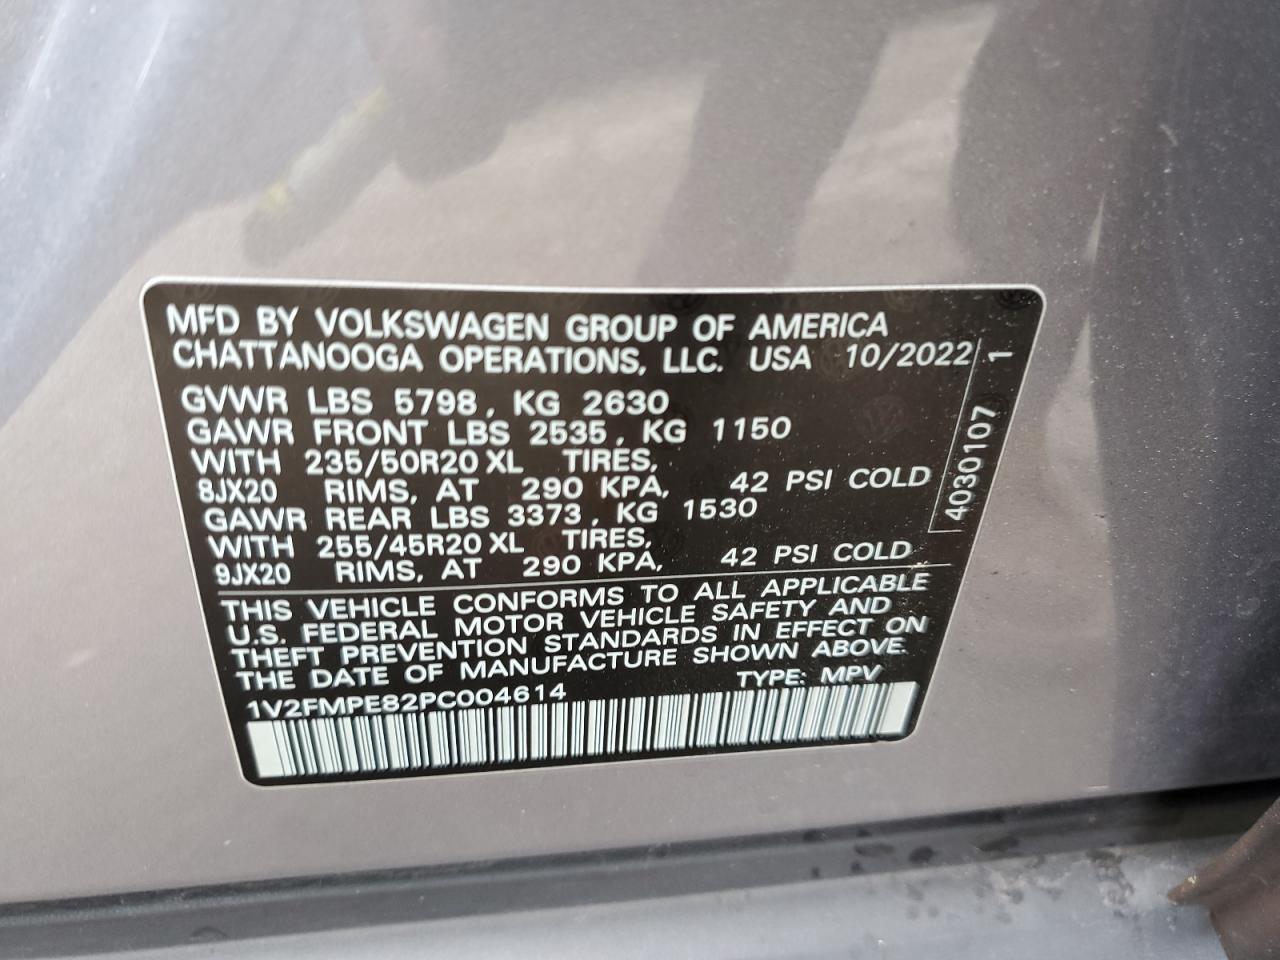 MFD BY VOLKSWAGEN GROUP OF AMERICA
CHATTANOOGA OPERATIONS, LLC. USA 10/2022
GVWR LBS 5798, KG 2630
GAWR FRONT LBS 2535, KG 1150
WITH 235/50R20 XL TIRES,
8JX20 RIMS, AT 290 KPA, 42 PSI COLD
GAWR REAR LBS 3373, KG 1530
WITH 255/45R20 XL TIRES,
9JX20 RIMS, AT 290 KPA, 42 PSI COLD
THIS VEHICLE CONFORMS TO ALL APPLICABLE
U.S. FEDERAL MOTOR VEHICLE SAFETY AND
THEFT PREVENTION STANDARDS IN EFFECT ON
THE DATE OF MANUFACTURE SHOWN ABOVE.
1V2FMPE82PC004614 TYPE: MPV
4030107 1